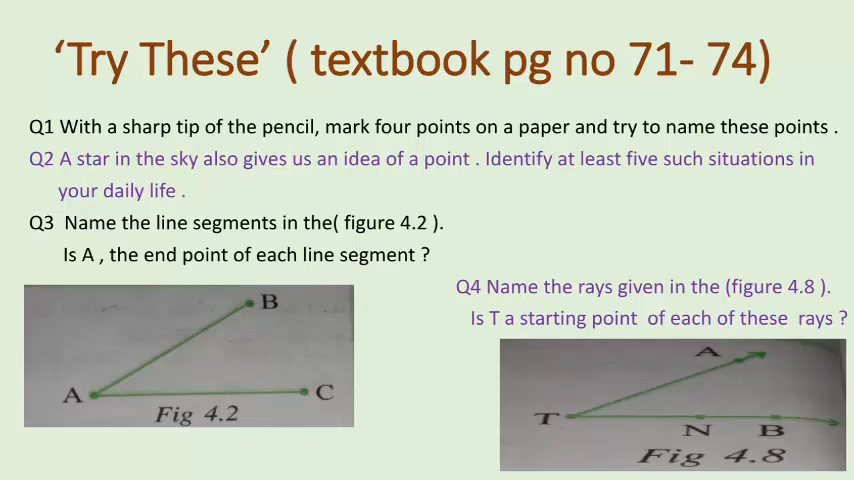 ‘Try These’ ( textbook pg no 71- 74)
Q1 With a sharp tip of the pencil, mark four points on a paper and try to name these points .
Q2 A star in the sky also gives us an idea of a point . Identify at least five such situations in
your daily life .
Q3 Name the line segments in the( figure 4.2 ).
Is A , the end point of each line segment ?
Q4 Name the rays given in the (figure 4.8 ).
Is T a starting point of each of these rays ?
B
A
C
Fig 4.2
A
T
N B
Fig 4.8